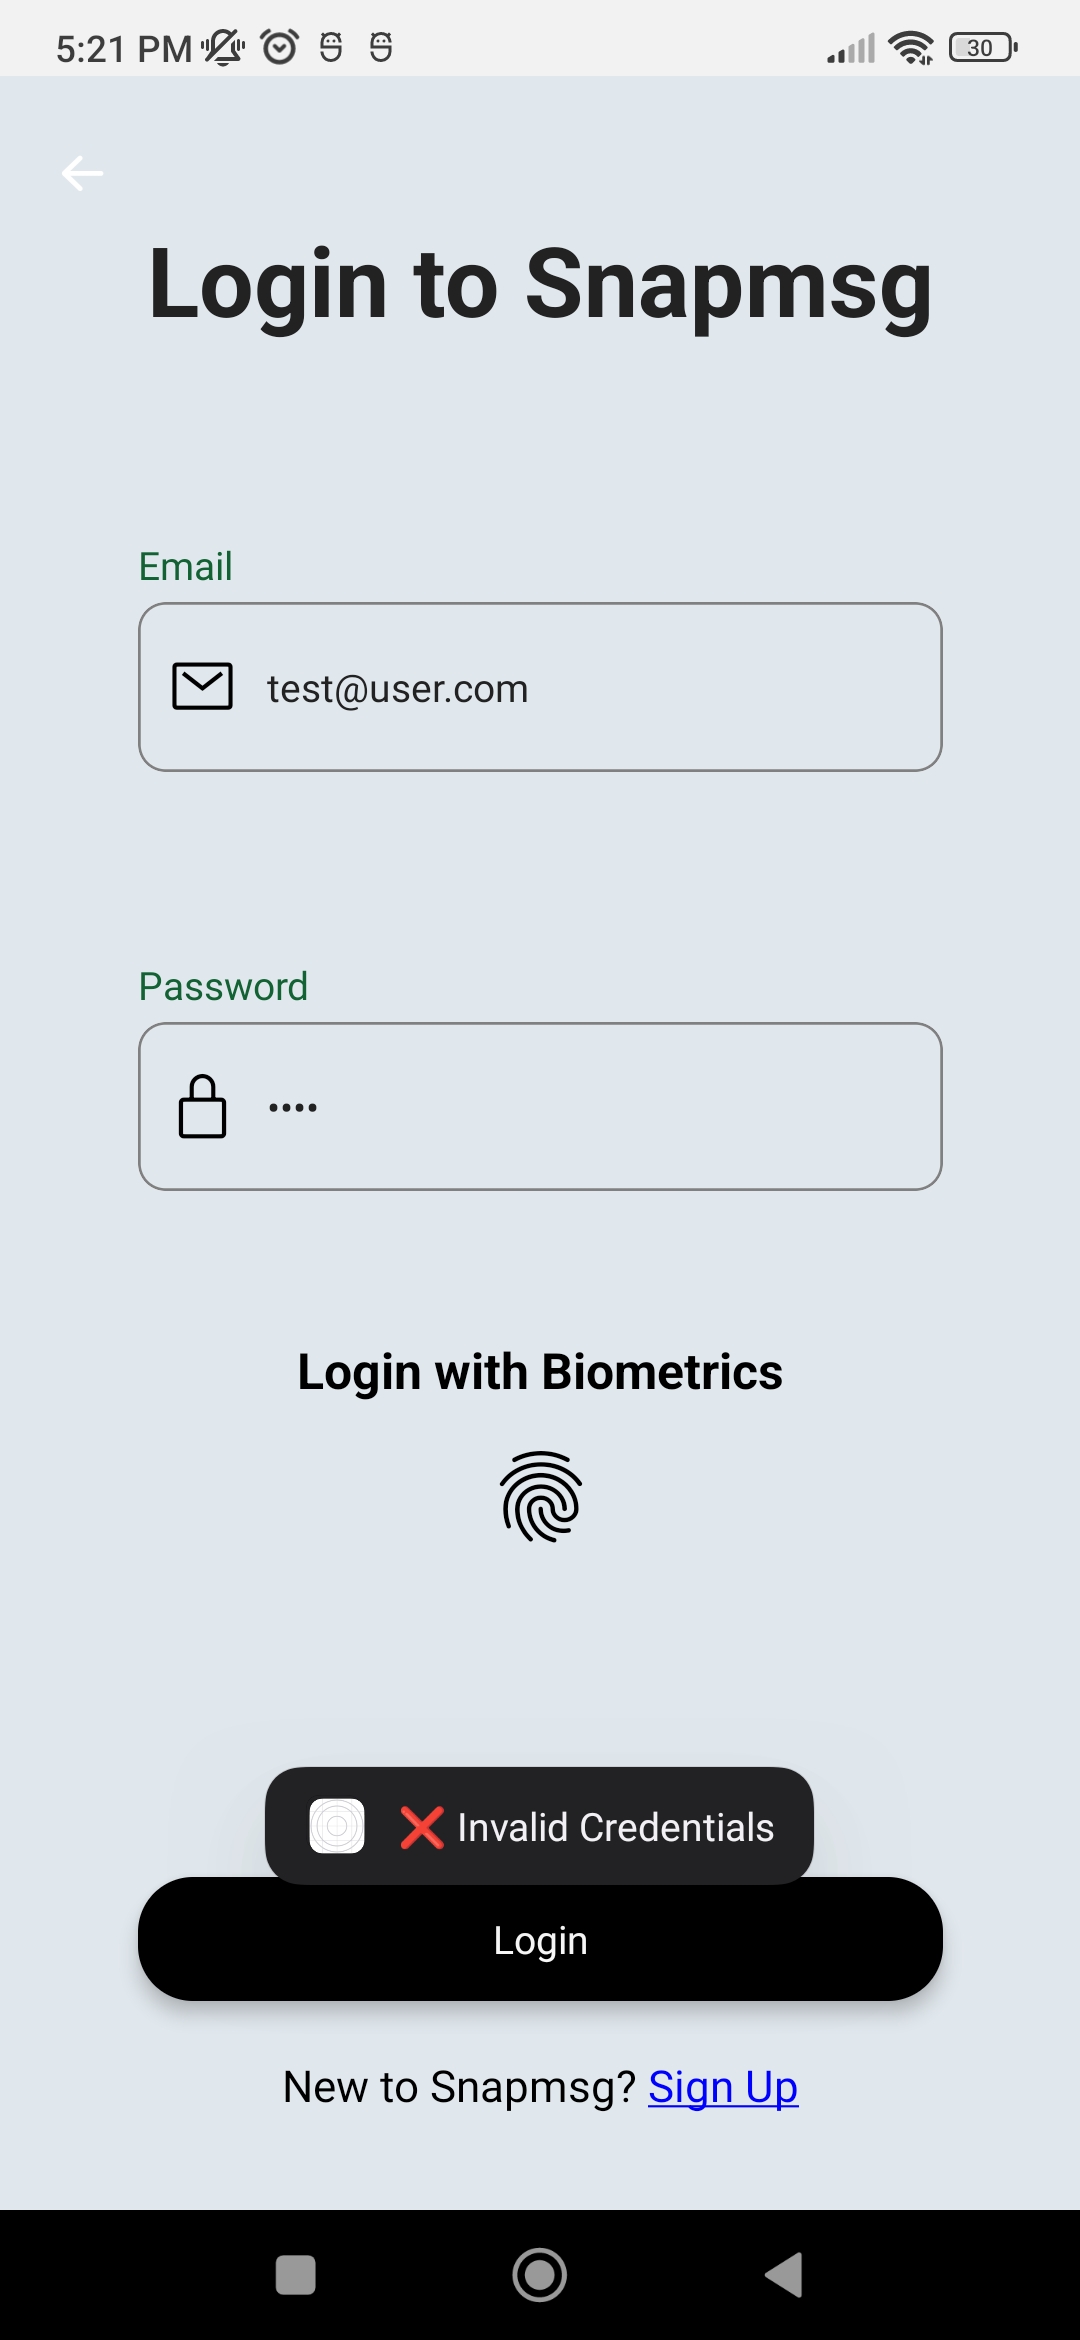 5:21 PM
30
Login to Snapmsg
Email
test@user.com
Password
••••
Login with Biometrics
❌ Invalid Credentials
Login
New to Snapmsg? Sign Up